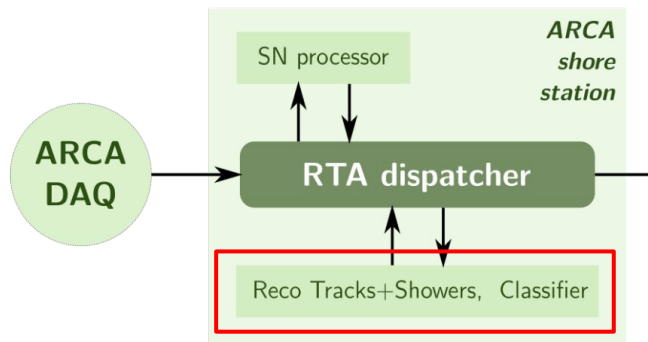 ARCA
shore
station
SN processor
ARCA
DAQ
RTA dispatcher
Reco Tracks+Showers, Classifier